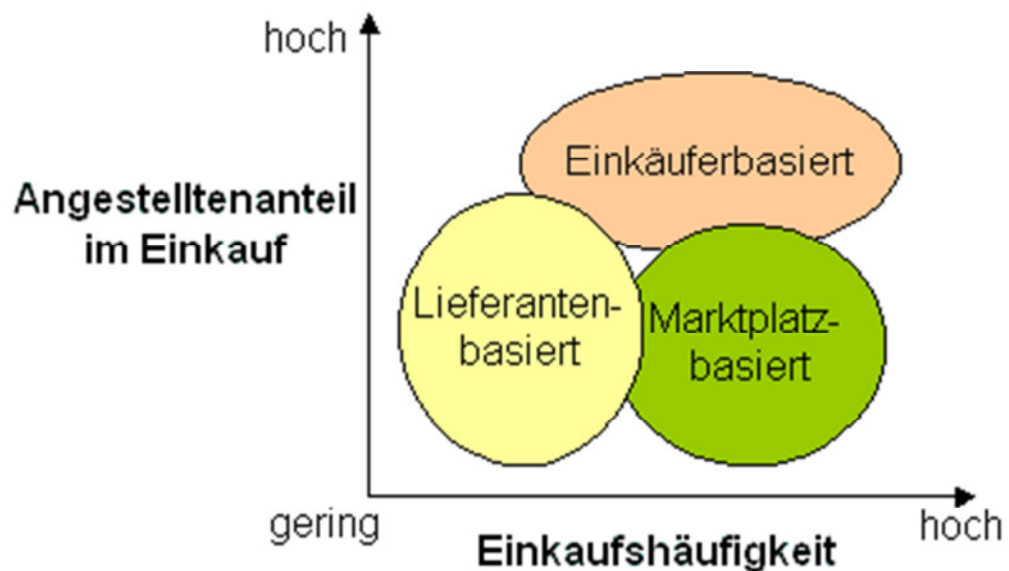 hoch
Einkäuferbasiert
Angestelltenanteil
im Einkauf
Lieferanten-
basiert
Marktplatz-
basiert
gering
hoch
Einkaufshäufigkeit